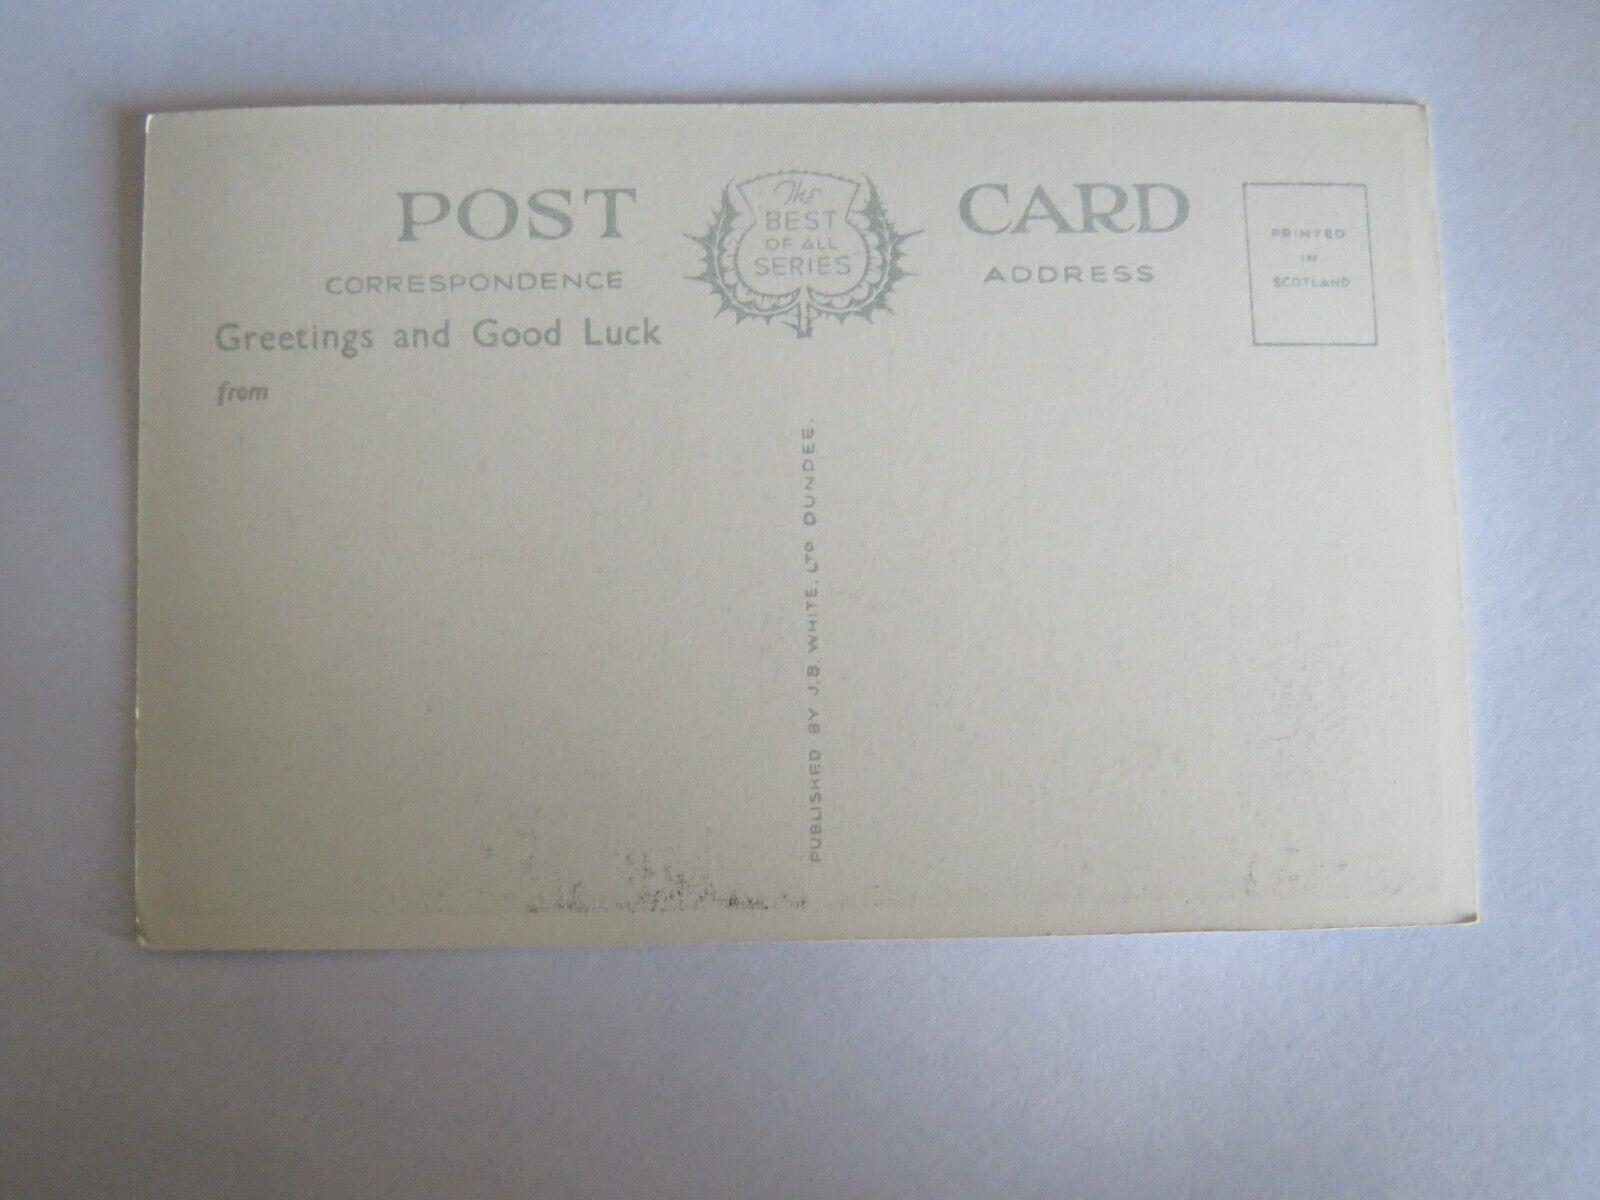 POST CARD
The
"BEST
OF ALL
SERIES"
CORRESPONDENCE
ADDRESS
PRINTED
IN
SCOTLAND
Greetings and Good Luck
from
PUBLISHED BY J.B. WHITE, LTD DUNDEE.